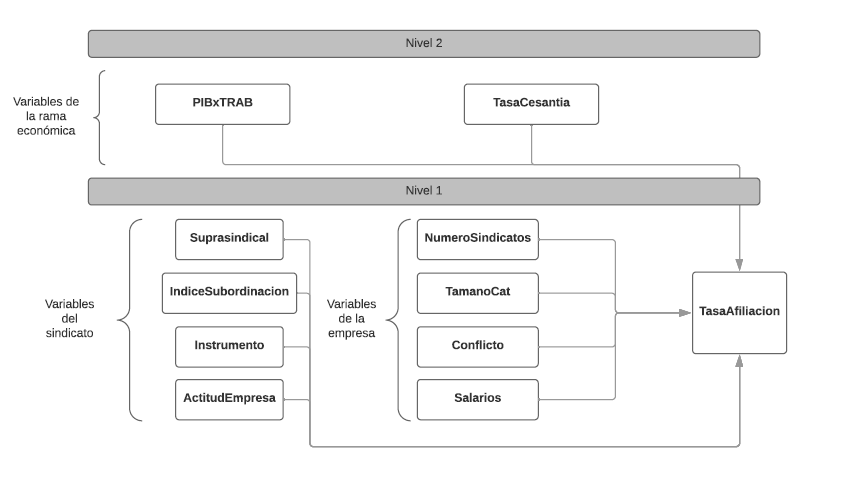 Nivel 2
Variables de
la rama
económica
PIBxTRAB
TasaCesantia
Nivel 1
Variables
del
sindicato
Suprasindical
IndiceSubordinacion
Instrumento
ActitudEmpresa
Variables
de la
empresa
NumeroSindicatos
TamanoCat
Conflicto
Salarios
TasaAfiliacion